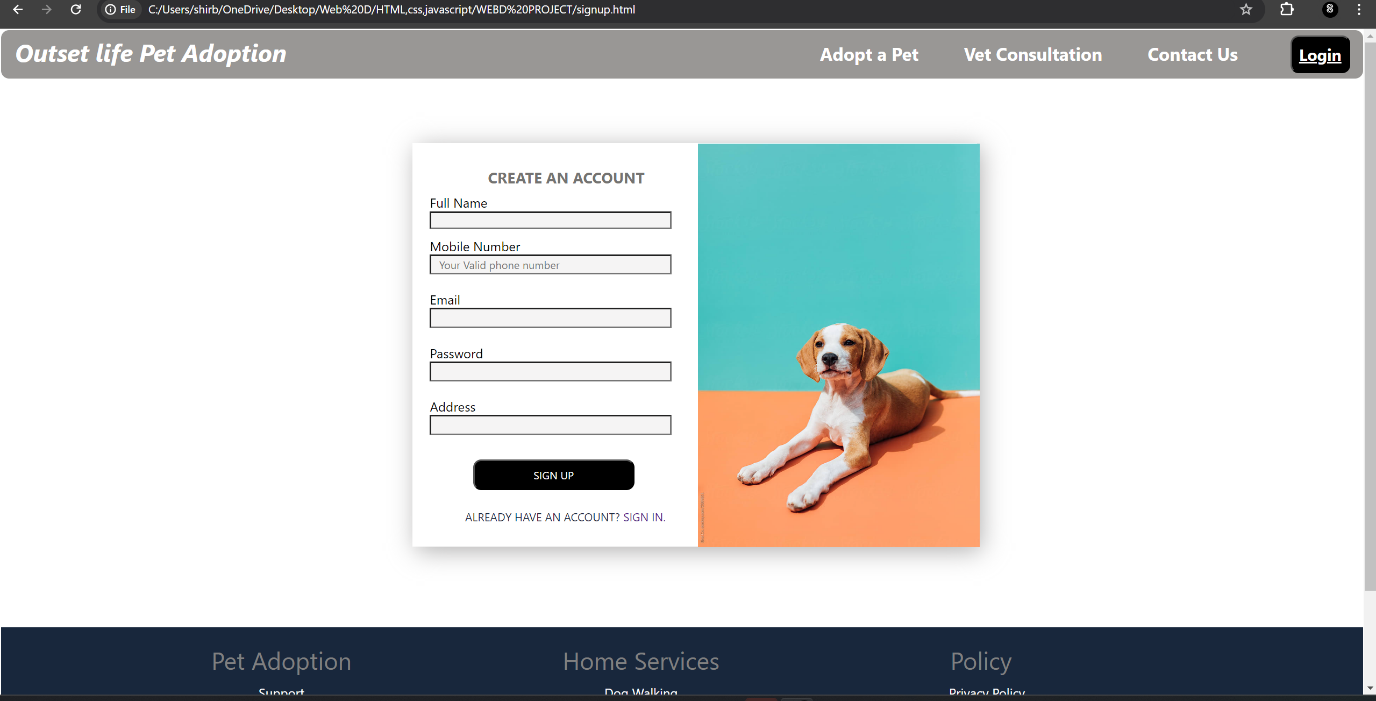 File C:/Users/shirb/OneDrive/Desktop/Web%20D/HTML,css,javascript/WEBD%20PROJECT/signup.html
Outset life Pet Adoption Adopt a Pet Vet Consultation Contact Us Login
CREATE AN ACCOUNT
Full Name
Mobile Number
Your Valid phone number
Email
Password
Address
SIGN UP
ALREADY HAVE AN ACCOUNT? SIGN IN.
Pet Adoption Home Services Policy
Support Dog Walking Privacy Policy